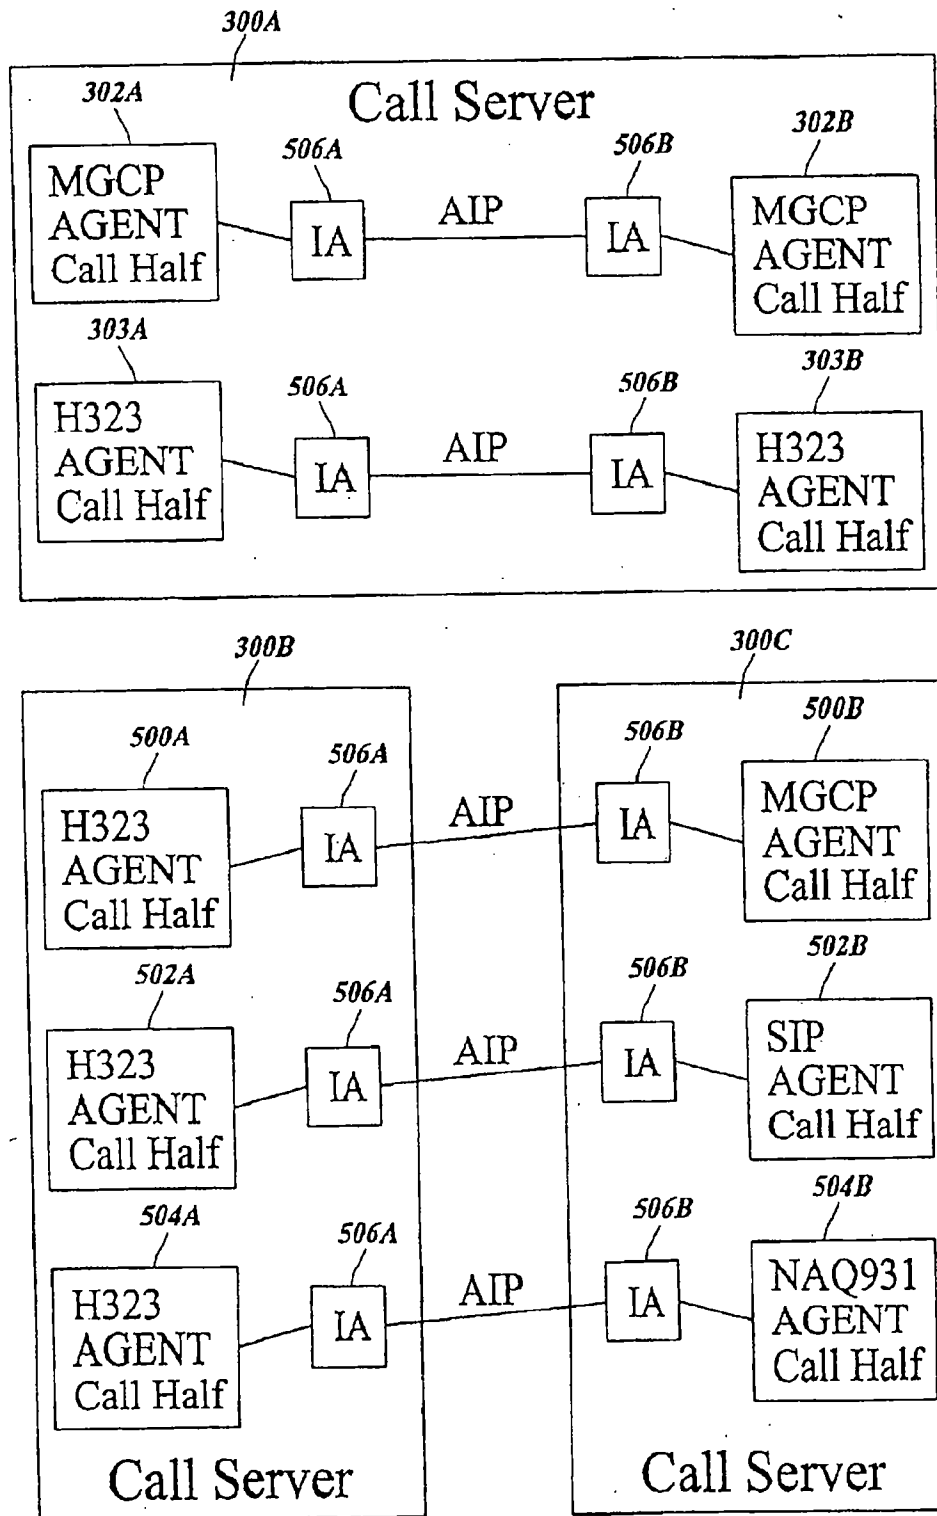 300A
Call Server
302A
506A
506B
302B
MGCP
AGENT
Call Half
IA
AIP
IA
MGCP
AGENT
Call Half
303A
506A
506B
303B
H323
AGENT
Call Half
IA
AIP
IA
H323
AGENT
Call Half
300B
300C
500A
506A
506B
500B
H323
AGENT
Call Half
IA
AIP
IA
MGCP
AGENT
Call Half
502A
506A
506B
502B
H323
AGENT
Call Half
IA
AIP
IA
SIP
AGENT
Call Half
504A
506A
506B
504B
H323
AGENT
Call Half
IA
AIP
IA
NAQ931
AGENT
Call Half
Call Server
Call Server